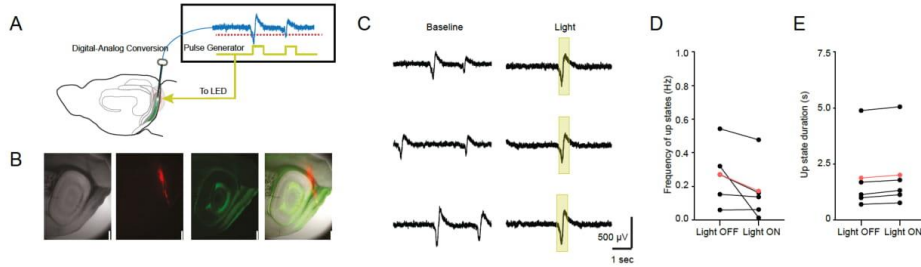 A
Digital-Analog Conversion
Pulse Generator
To LED
B
C
Baseline
Light
500 µV
1 sec
D
Frequency of up states (Hz)
1.0
0.8
0.6
0.4
0.2
0.0
Light OFF Light ON
E
Up state duration (s)
7.5
5.0
2.5
0
Light OFF Light ON